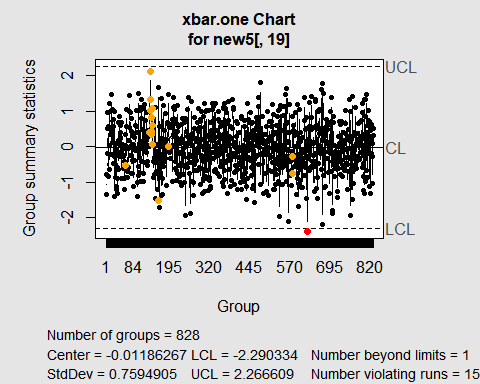 xbar.one Chart
for new5[, 19]
Group summary statistics
2
1
0
-1
-2
UCL
CL
LCL
1 84 195 320 445 570 695 820
Group
Number of groups = 828
Center = -0.01186267 LCL = -2.290334 Number beyond limits = 1
StdDev = 0.7594905 UCL = 2.266609 Number violating runs = 15